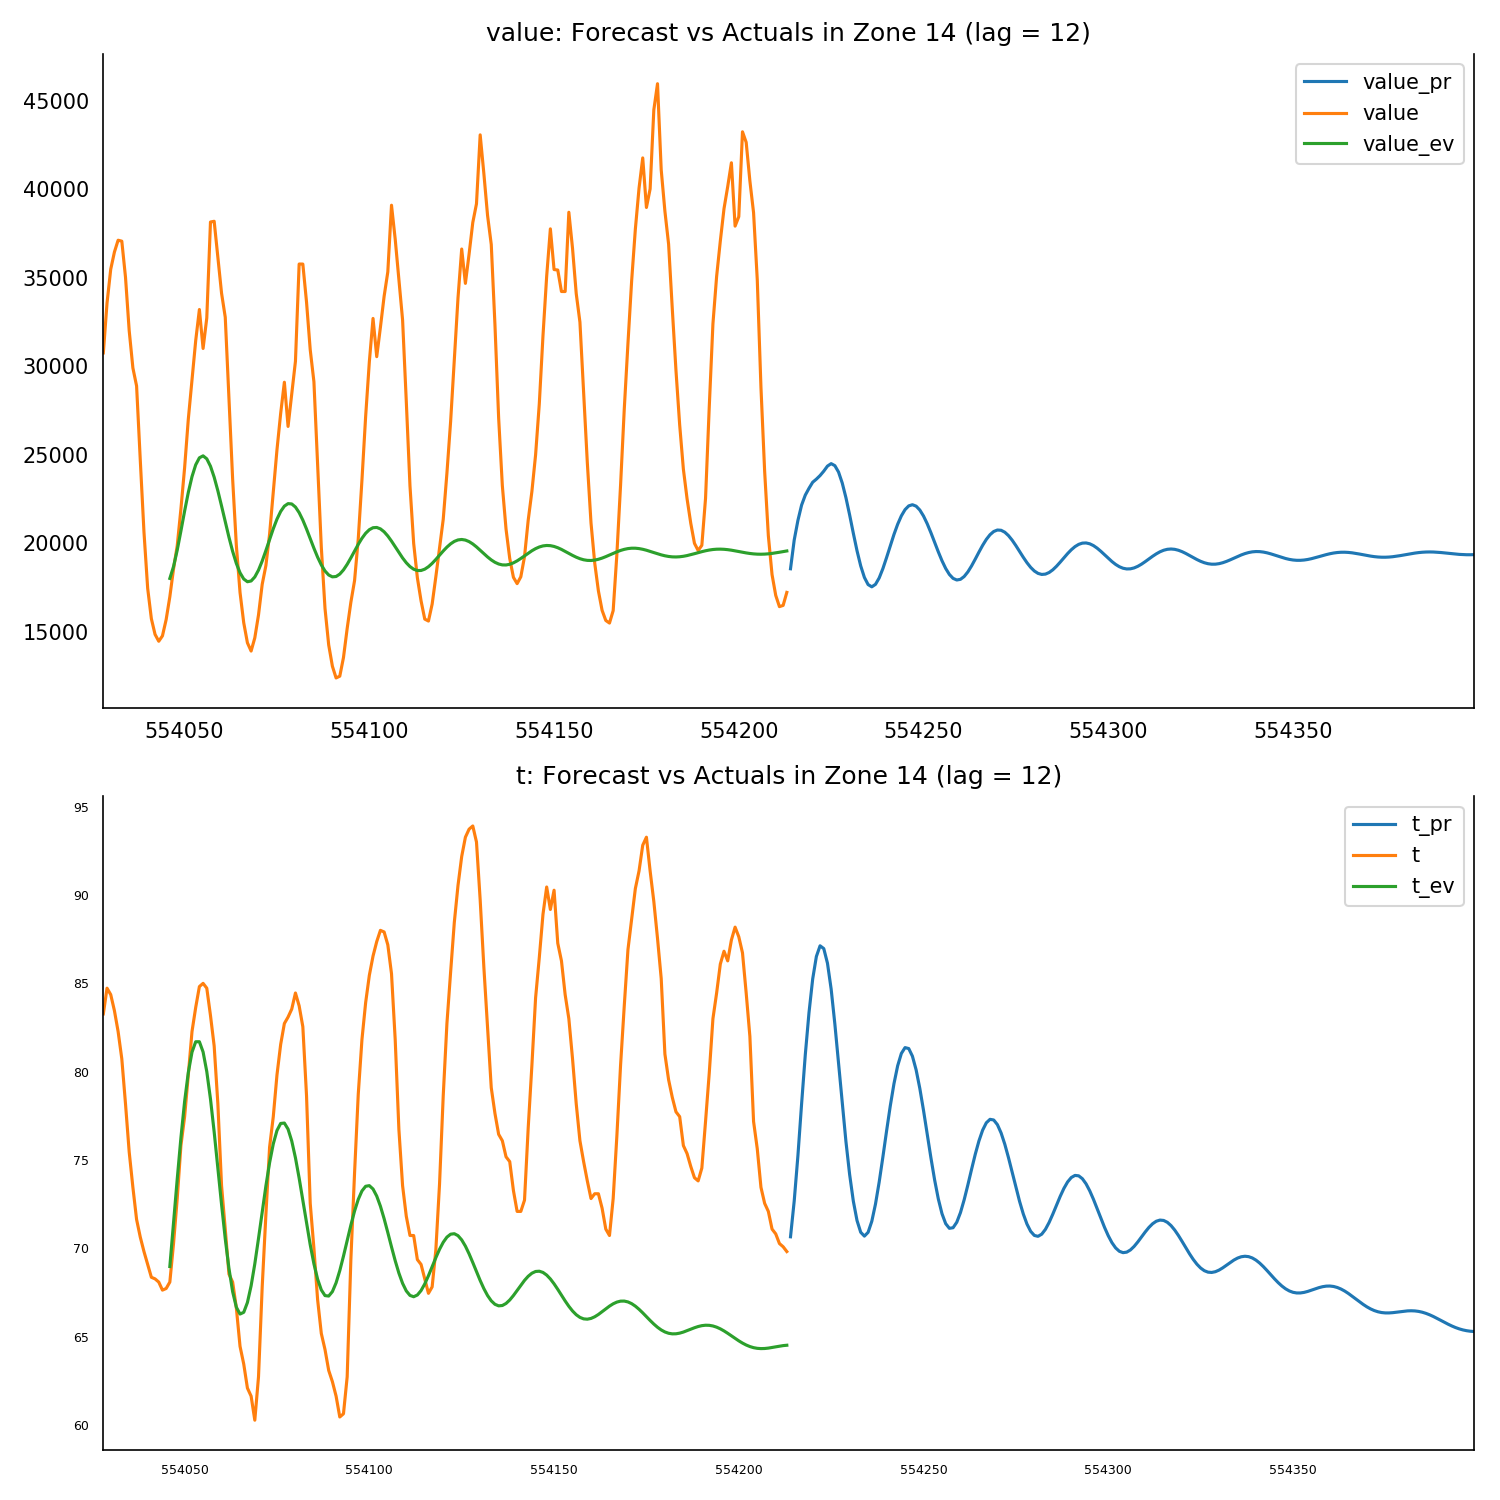 value: Forecast vs Actuals in Zone 14 (lag = 12)
value_pr
value
value_ev
45000
40000
35000
30000
25000
20000
15000
554050 554100 554150 554200 554250 554300 554350
t: Forecast vs Actuals in Zone 14 (lag = 12)
t_pr
t
t_ev
95
90
85
80
75
70
65
60
554050 554100 554150 554200 554250 554300 554350